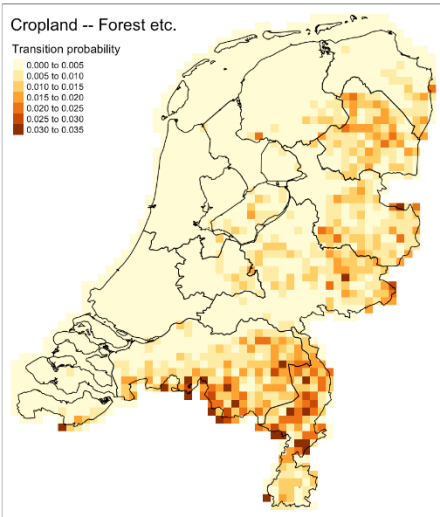 Cropland -- Forest etc.
Transition probability
0.000 to 0.005
0.005 to 0.010
0.010 to 0.015
0.015 to 0.020
0.020 to 0.025
0.025 to 0.030
0.030 to 0.035